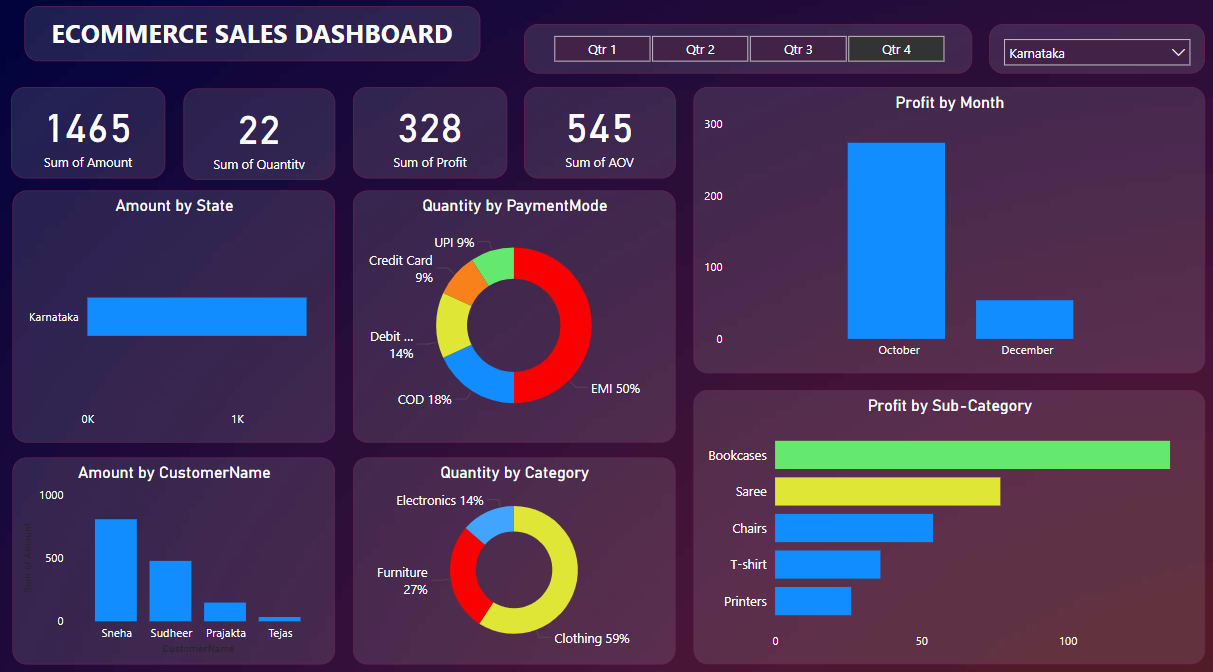 ECOMMERCE SALES DASHBOARD
Qtr 1
Qtr 2
Qtr 3
Qtr 4
Karnataka
1465
Sum of Amount
22
Sum of Quantity
328
Sum of Profit
545
Sum of AOV
Profit by Month
300
200
100
0
October
December
Amount by State
Karnataka
0K
1K
Quantity by PaymentMode
UPI 9%
Credit Card
9%
Debit ...
14%
COD 18%
EMI 50%
Profit by Sub-Category
Bookcases
Saree
Chairs
T-shirt
Printers
0
50
100
Amount by CustomerName
1000
500
0
Sum of Amount
Sneha
Sudheer
Prajakta
Tejas
CustomerName
Quantity by Category
Electronics 14%
Furniture
27%
Clothing 59%